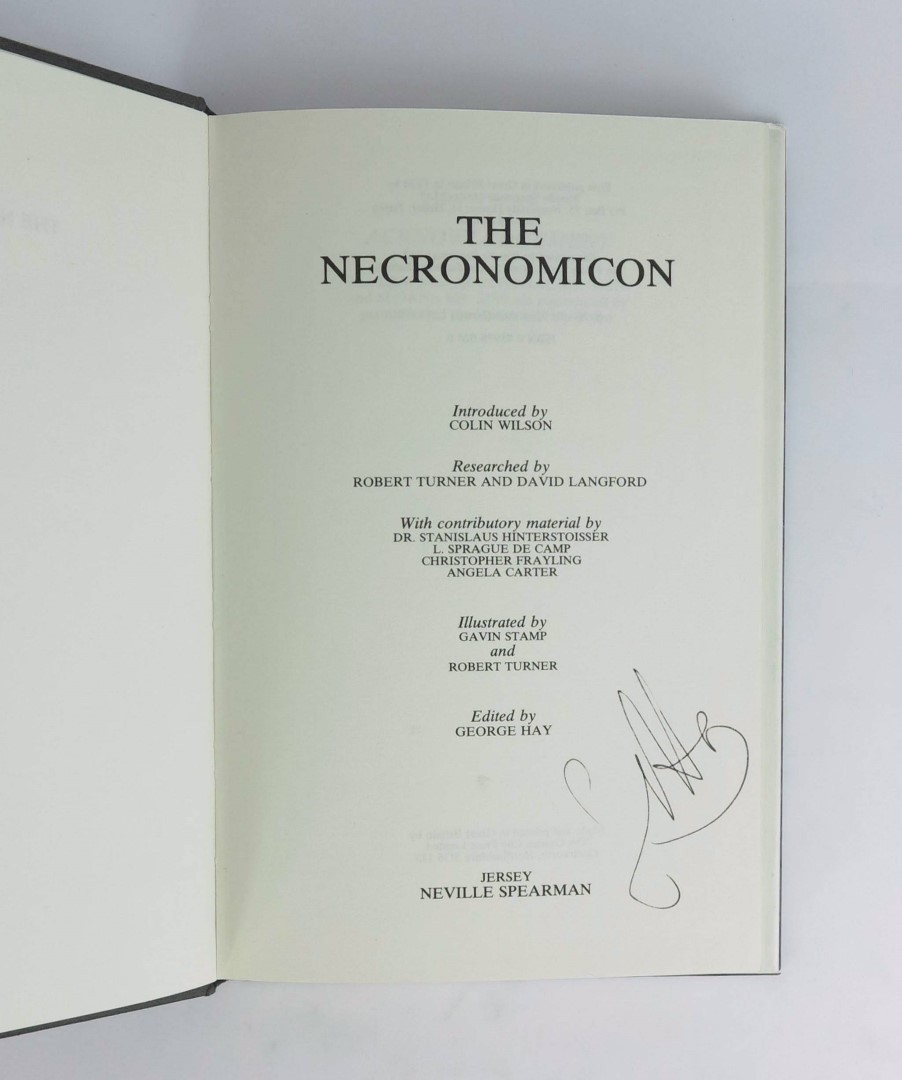 THE
NECRONOMICON
Introduced by
COLIN WILSON
Researched by
ROBERT TURNER AND DAVID LANGFORD
With contributory material by
DR. STANISLAUS HINTERSTOISSER
L. SPRAGUE DE CAMP
CHRISTOPHER FRAYLING
ANGELA CARTER
Illustrated by
GAVIN STAMP
and
ROBERT TURNER
Edited by
GEORGE HAY
JERSEY
NEVILLE SPEARMAN